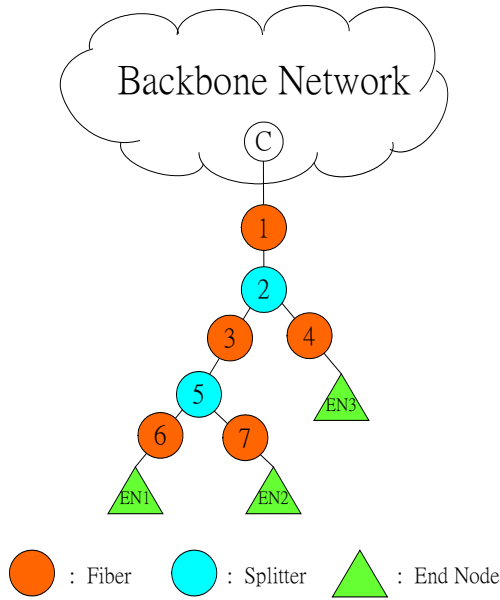 Backbone Network
C
1
2
3 4
EN3
5
6 7
EN1 EN2
: Fiber : Splitter : End Node